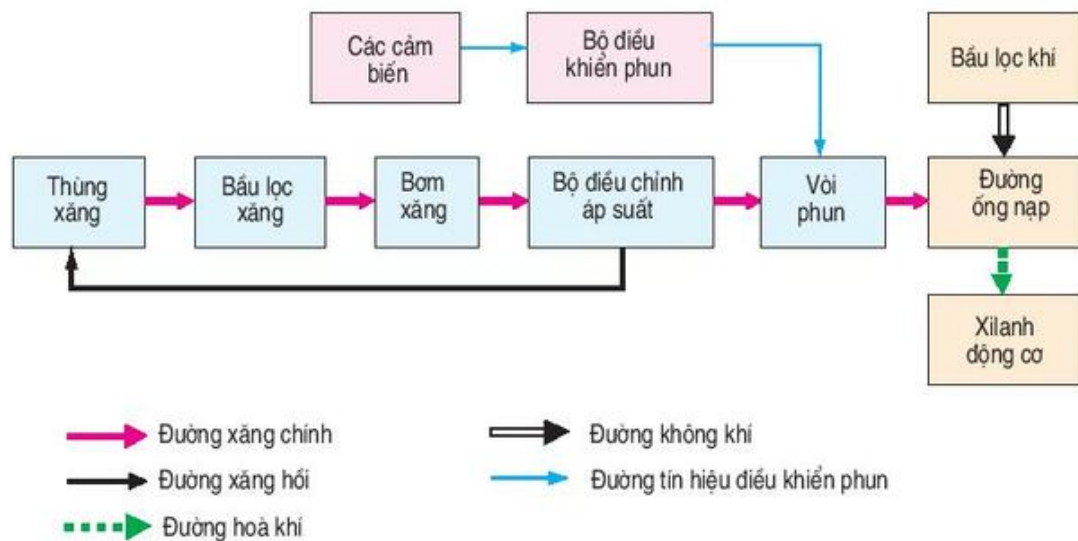 Các cảm
biến
Bộ điều
khiển phun
Bầu lọc khí
Thùng
xăng
Bầu lọc
xăng
Bơm
xăng
Bộ điều chỉnh
áp suất
Vòi
phun
Đường
ống nạp
Xilanh
động cơ
Đường xăng chính
Đường không khí
Đường xăng hồi
Đường tín hiệu điều khiển phun
Đường hoà khí